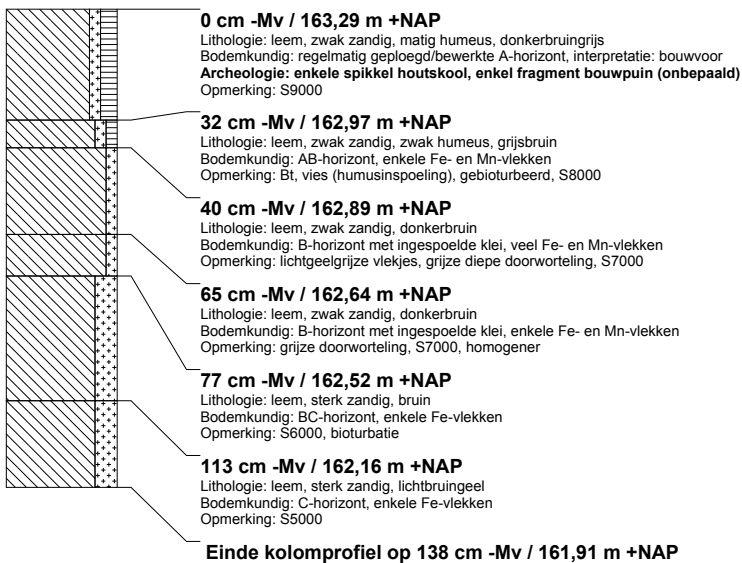 0 cm -Mv / 163,29 m +NAP
Lithologie: leem, zwak zandig, matig humeus, donkerbruingrijs
Bodemkundig: regelmatig geploegd/bewerkte A-horizont, interpretatie: bouwvoor
Archeologie: enkele spikkel houtskool, enkel fragment bouwpuin (onbepaald)
Opmerking: S9000
32 cm -Mv / 162,97 m +NAP
Lithologie: leem, zwak zandig, zwak humeus, grijsbruin
Bodemkundig: AB-horizont, enkele Fe- en Mn-vlekken
Opmerking: Bt, vies (humusinspoeling), gebioturbeerd, S8000
40 cm -Mv / 162,89 m +NAP
Lithologie: leem, zwak zandig, donkerbruin
Bodemkundig: B-horizont met ingespoelde klei, veel Fe- en Mn-vlekken
Opmerking: lichtgeelgrijze vlekjes, grijze diepe doorworteling, S7000
65 cm -Mv / 162,64 m +NAP
Lithologie: leem, zwak zandig, donkerbruin
Bodemkundig: B-horizont met ingespoelde klei, enkele Fe- en Mn-vlekken
Opmerking: grijze doorworteling, S7000, homogener
77 cm -Mv / 162,52 m +NAP
Lithologie: leem, sterk zandig, bruin
Bodemkundig: BC-horizont, enkele Fe-vlekken
Opmerking: S6000, bioturbatie
113 cm -Mv / 162,16 m +NAP
Lithologie: leem, sterk zandig, lichtbruingeel
Bodemkundig: C-horizont, enkele Fe-vlekken
Opmerking: S5000
Einde kolomprofiel op 138 cm -Mv / 161,91 m +NAP